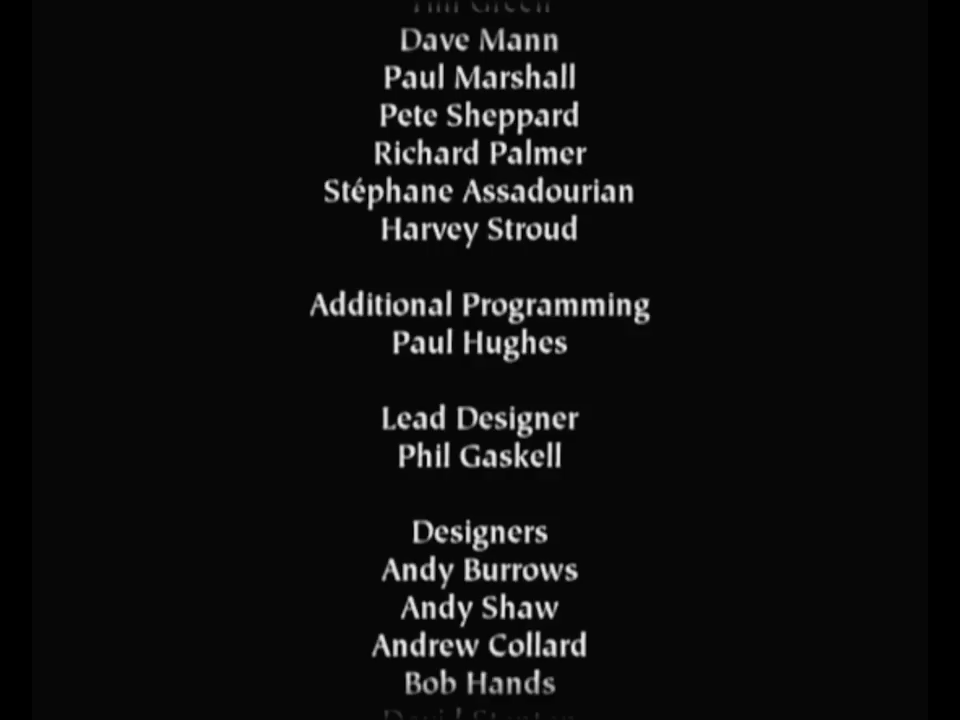 Dave Mann
Paul Marshall
Pete Sheppard
Richard Palmer
Stéphane Assadourian
Harvey Stroud
Additional Programming
Paul Hughes
Lead Designer
Phil Gaskell
Designers
Andy Burrows
Andy Shaw
Andrew Collard
Bob Hands